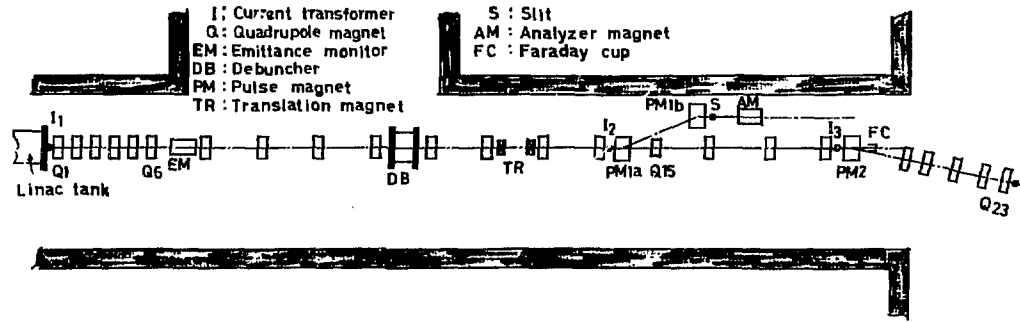 I : Current transformer
Q : Quadrupole magnet
EM : Emittance monitor
DB : Debuncher
PM : Pulse magnet
TR : Translation magnet
S : Slit
AM : Analyzer magnet
FC : Faraday cup
PM1b S AM
I1 I2 I3 FC
Q1 Q6 EM DB TR PM1a Q15 PM2 Q23
Linac tank